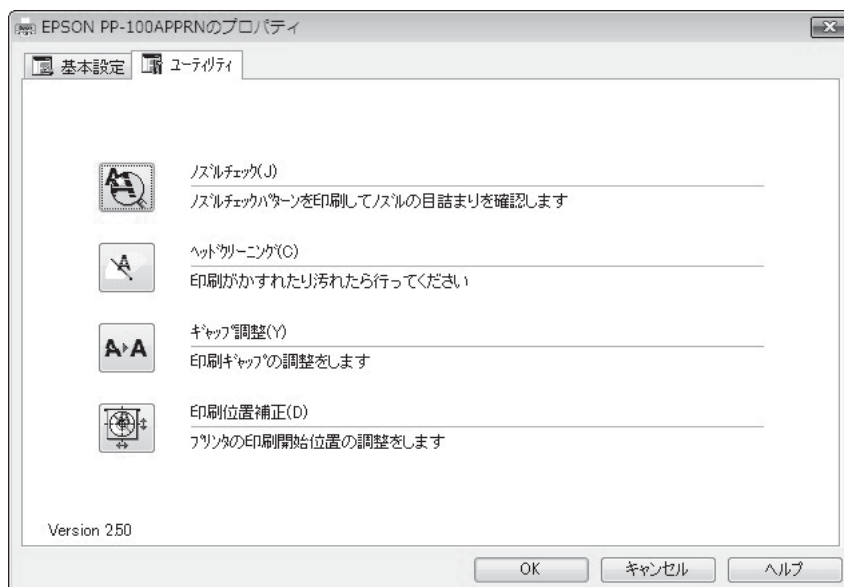 EPSON PP-100APPRNのプロパティ
基本設定 ユーティリティ
ノズルチェック(J)
ノズルチェックパターンを印刷してノズルの目詰まりを確認します
ヘッドクリーニング(C)
印刷がかすれたり汚れたら行ってください
ギャップ調整(Y)
印刷ギャップの調整をします
印刷位置補正(D)
プリンタの印刷開始位置の調整をします
Version 2.50
OK キャンセル ヘルプ